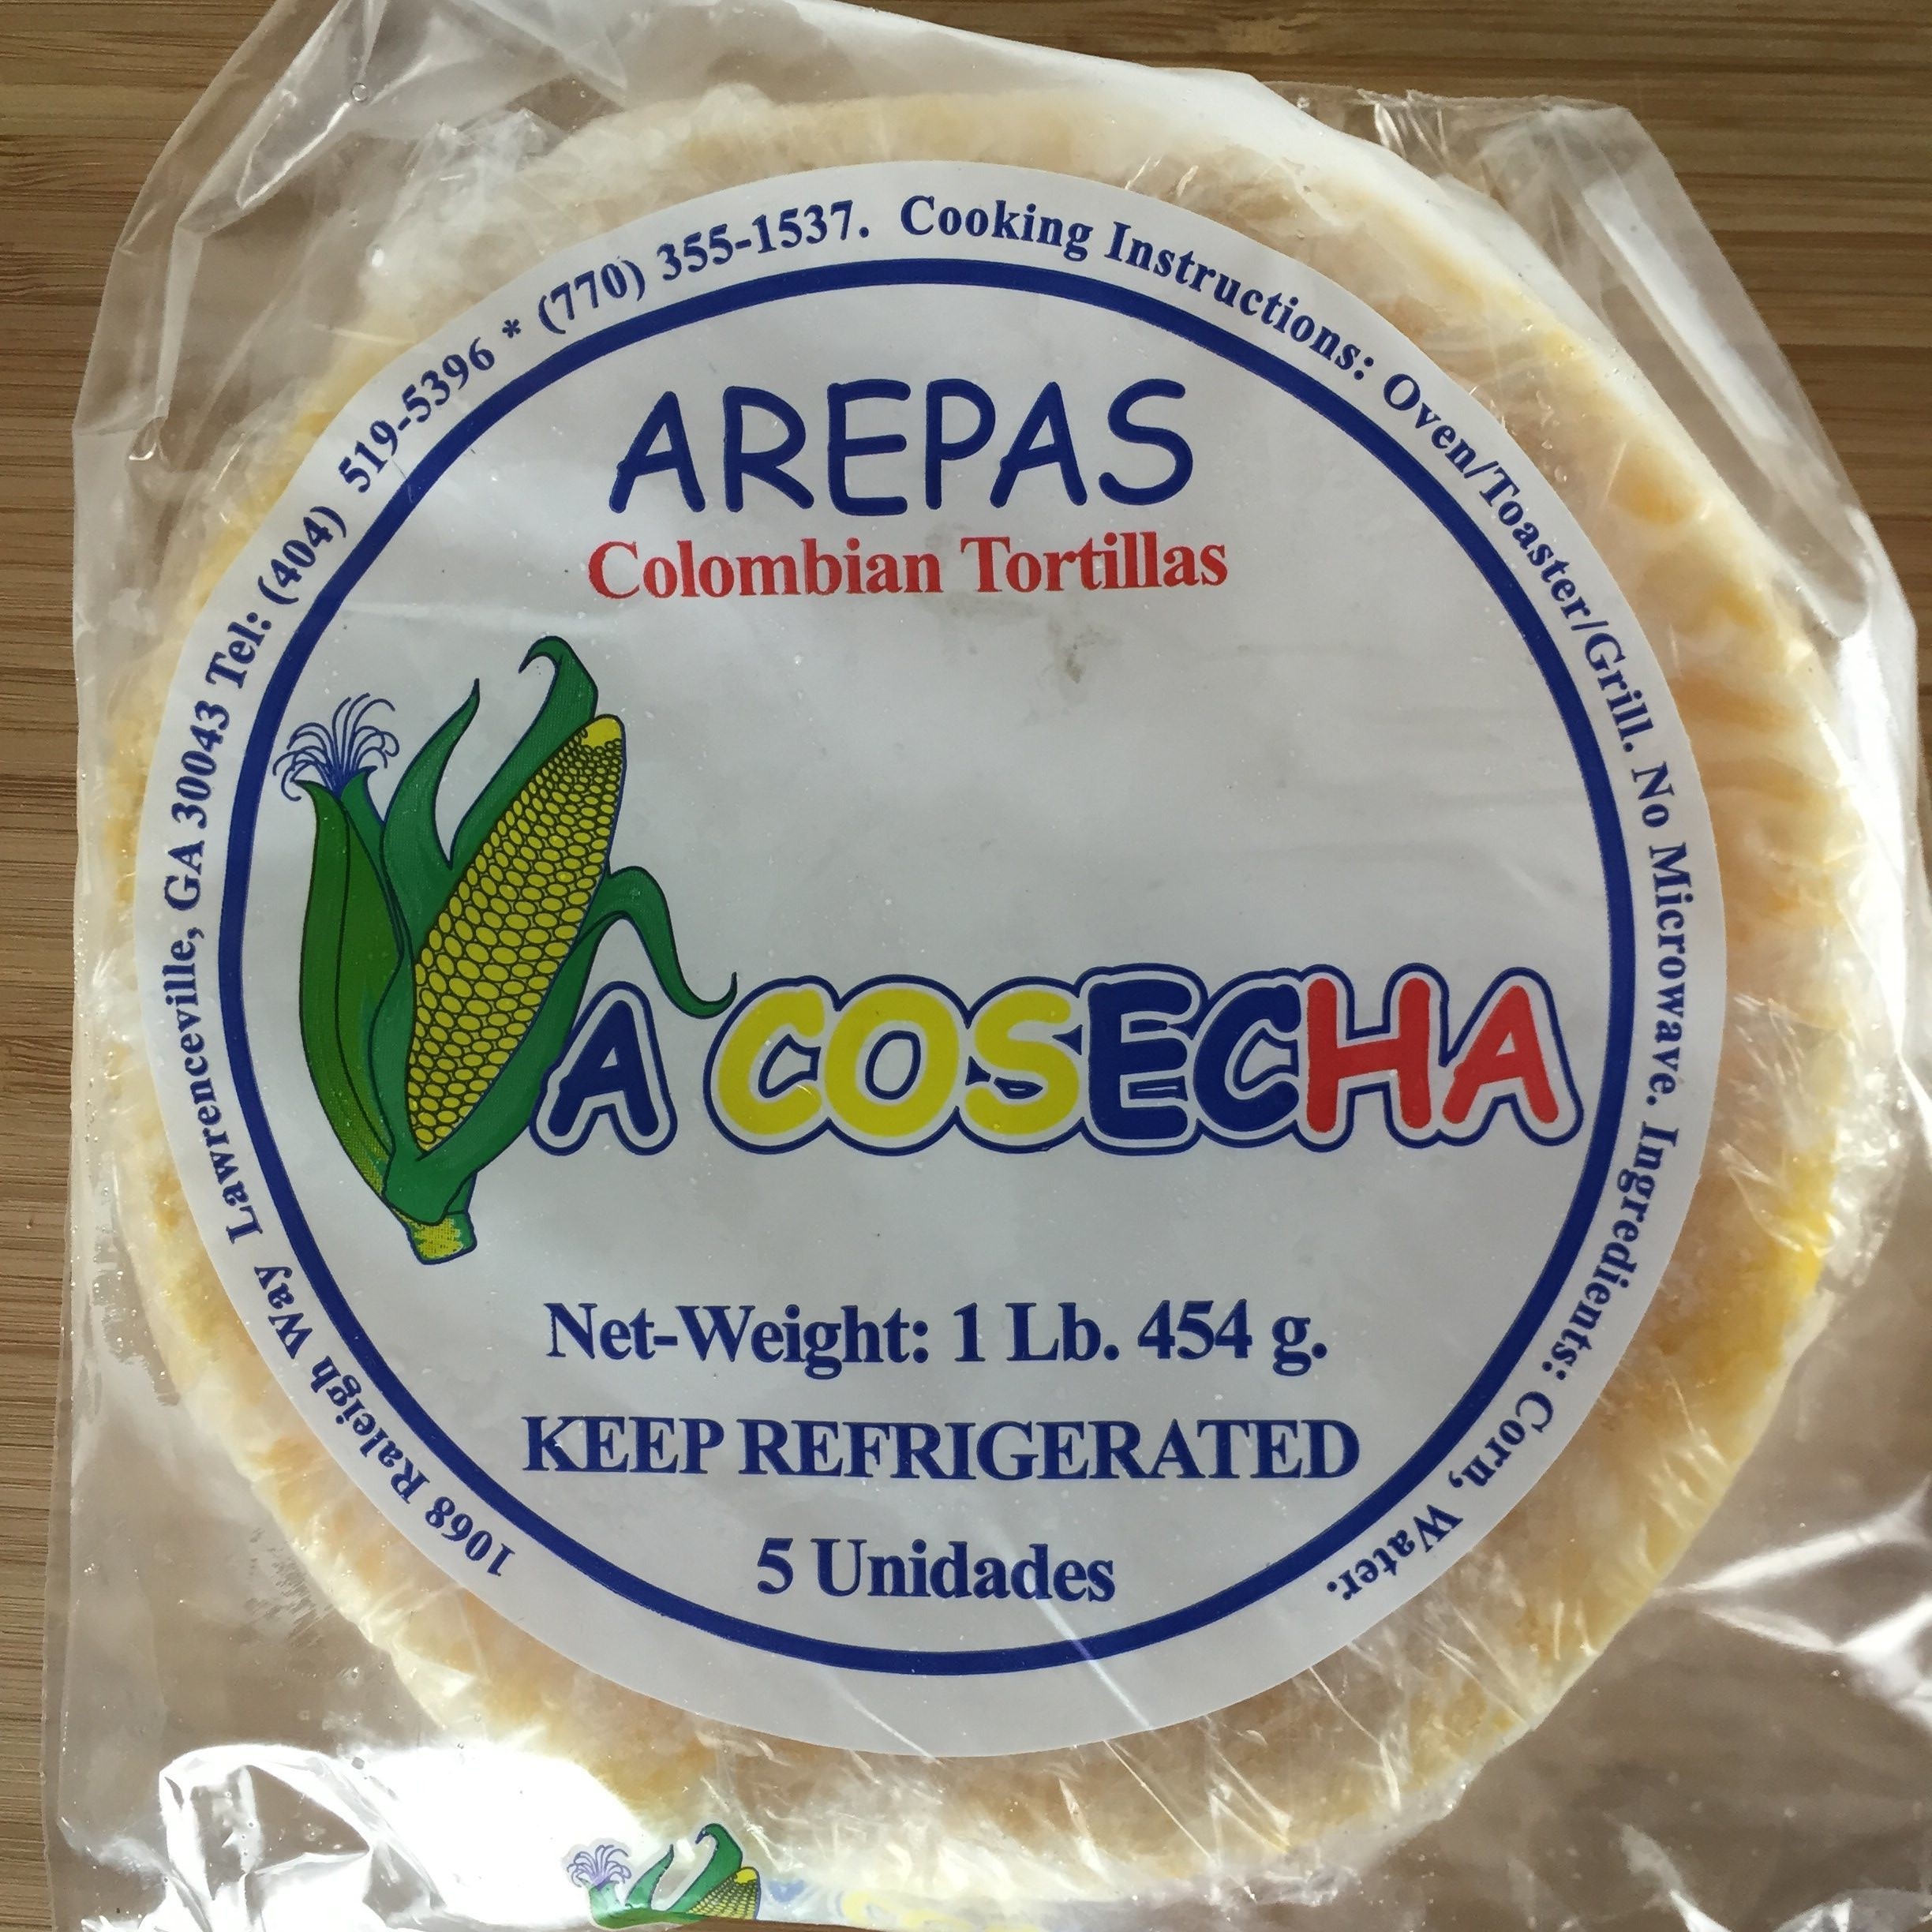 AREPAS
Colombian Tortillas
LA COSECHA
Net-Weight: 1 Lb. 454 g.
KEEP REFRIGERATED
5 Unidades
1068 Raleigh Way Lawrenceville, GA 30043 Tel: (404) 519-5396 * (770) 355-1537. Cooking Instructions: Oven/Toaster/Grill. No Microwave. Ingredients: Corn, Water.